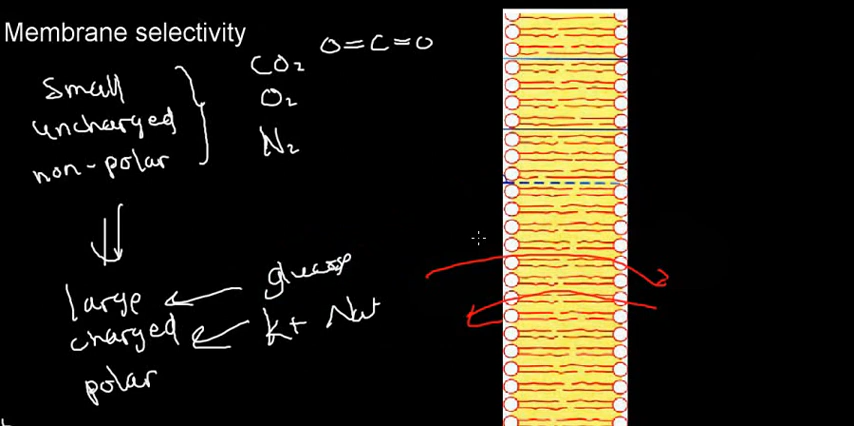 Membrane selectivity
O=C=O
small
uncharged
non-polar
CO₂
O₂
N₂
large
charged
polar
glucose
K+ Na+